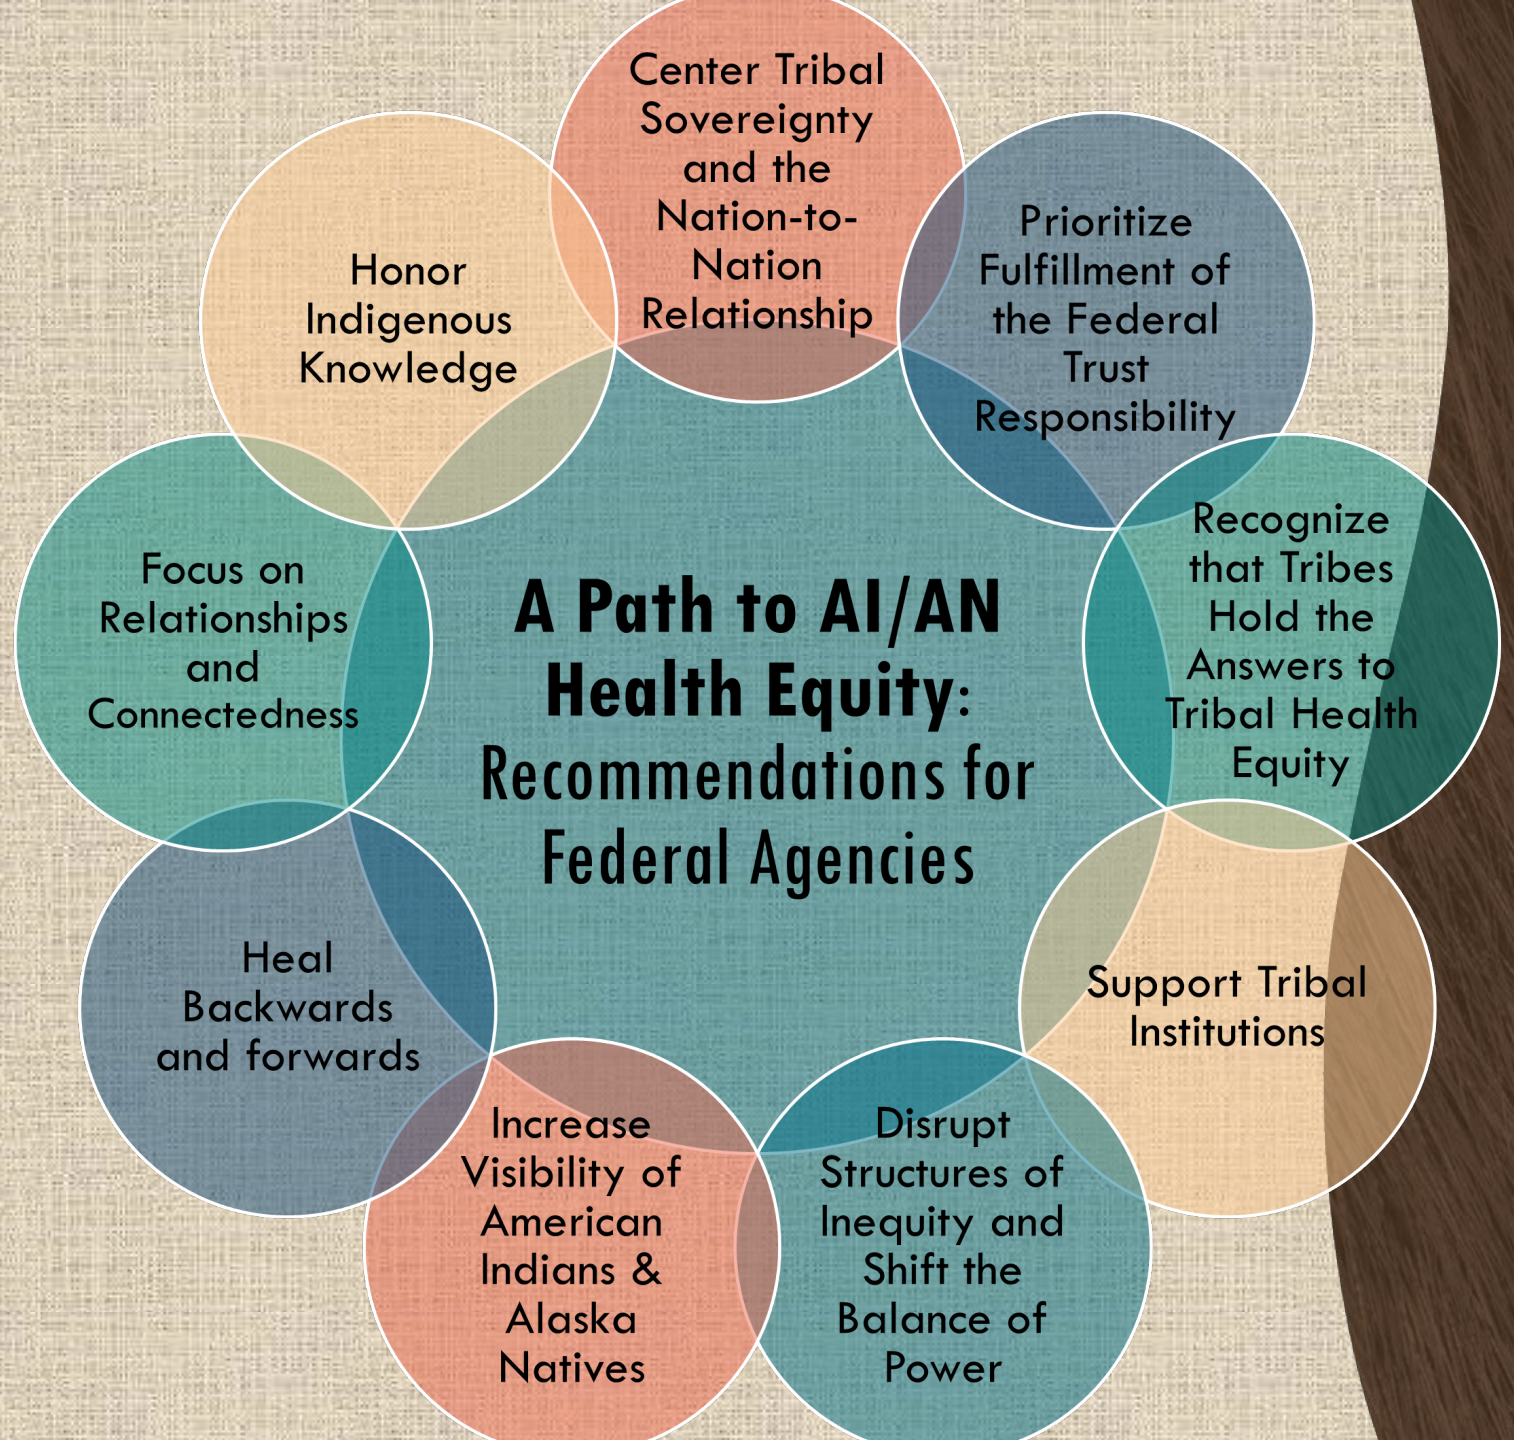 Center Tribal
Sovereignty
and the
Nation-to-
Nation
Relationship
Prioritize
Fulfillment of
the Federal
Trust
Responsibility
Recognize
that Tribes
Hold the
Answers to
Tribal Health
Equity
Support Tribal
Institutions
Disrupt
Structures of
Inequity and
Shift the
Balance of
Power
Increase
Visibility of
American
Indians &
Alaska
Natives
Heal
Backwards
and forwards
Focus on
Relationships
and
Connectedness
Honor
Indigenous
Knowledge
A Path to AI/AN
Health Equity:
Recommendations for
Federal Agencies